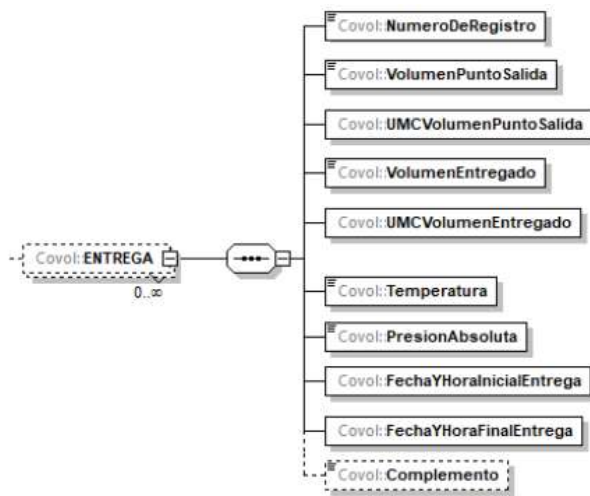 Covol::NumeroDeRegistro
Covol::VolumenPuntoSalida
Covol::UMCVolumenPuntoSalida
Covol::VolumenEntregado
Covol::UMCVolumenEntregado
Covol::ENTREGA
0..∞
Covol::Temperatura
Covol::PresionAbsoluta
Covol::FechaYHoraInicialEntrega
Covol::FechaYHoraFinalEntrega
Covol::Complemento